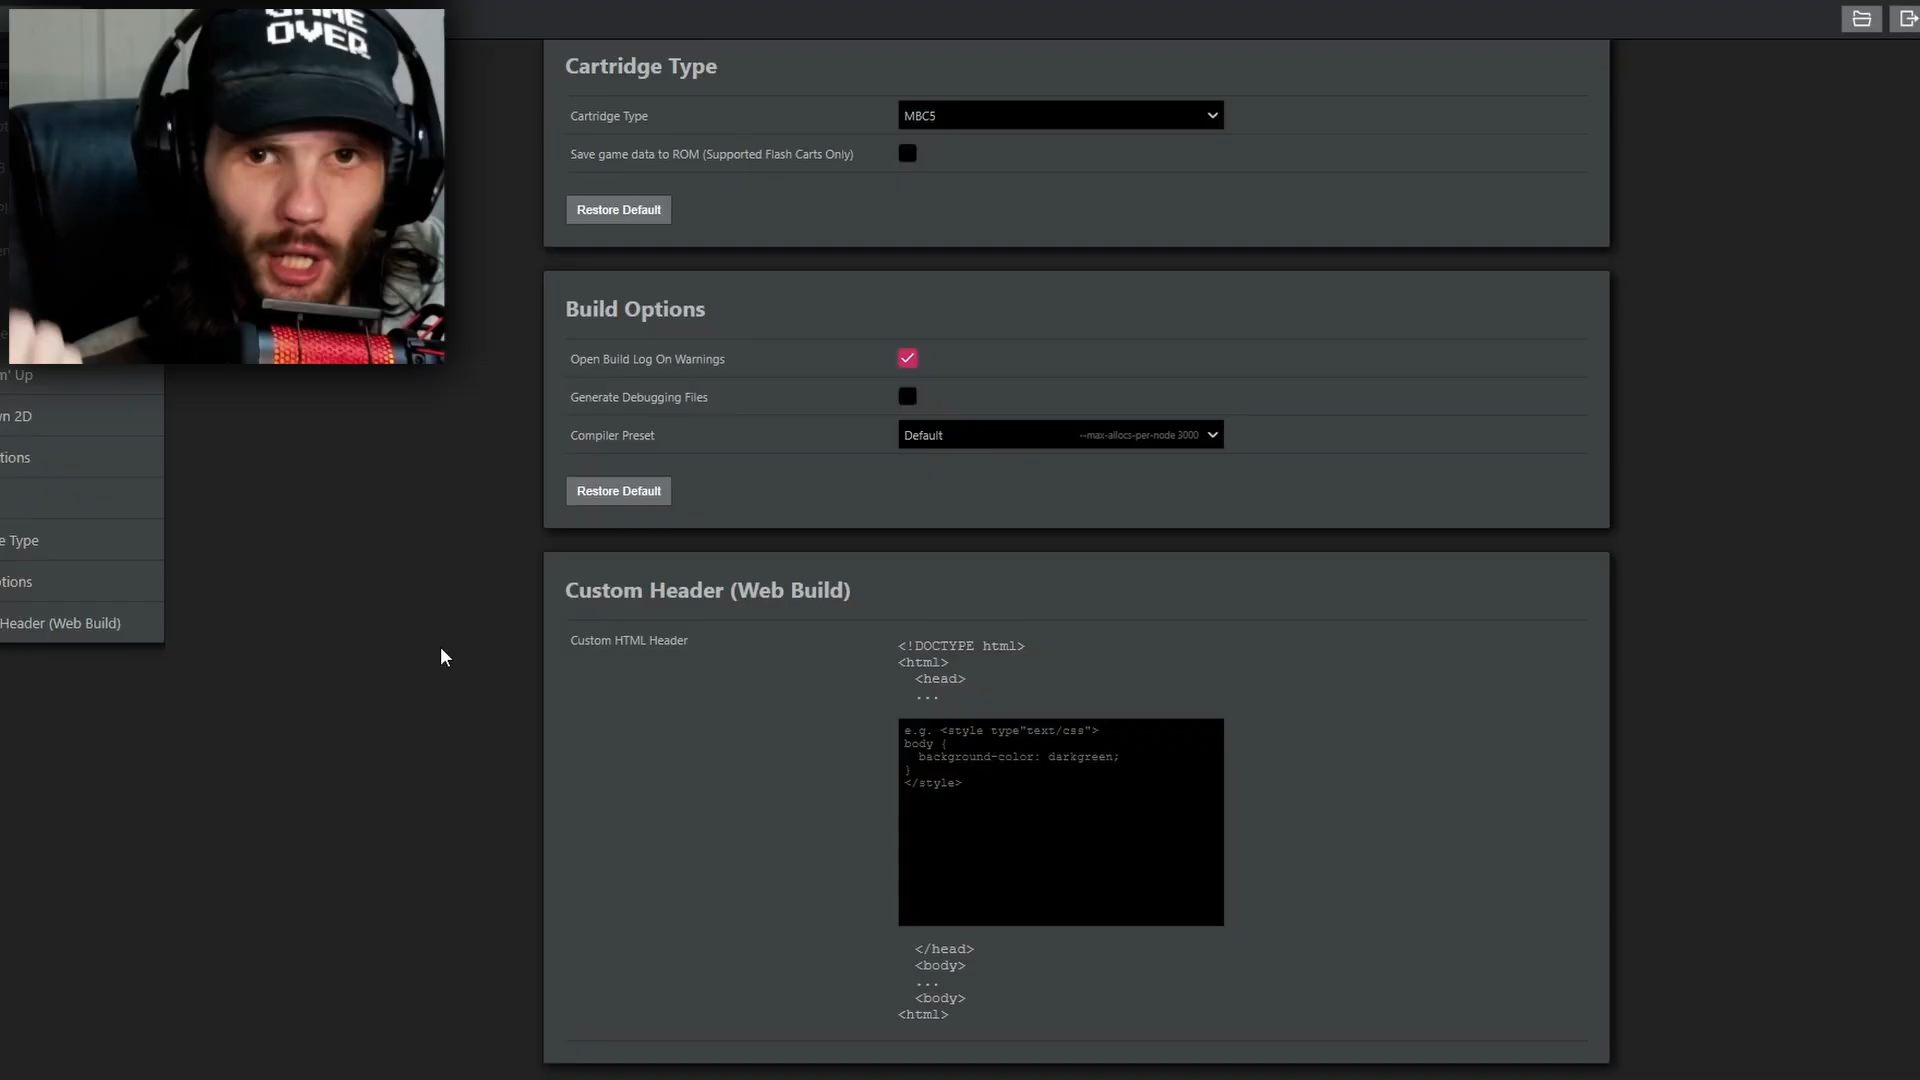 GAME
OVER
Cartridge Type
Cartridge Type
MBC5
Save game data to ROM (Supported Flash Carts Only)
Restore Default
Build Options
Open Build Log On Warnings
Generate Debugging Files
Compiler Preset
Default --max-allocs-per-node 3000
Restore Default
Custom Header (Web Build)
Custom HTML Header
<!DOCTYPE html>
<html>
<head>
...
e.g. <style type"text/css">
body {
background-color: darkgreen;
}
</style>
</head>
<body>
...
<body>
<html>
n' Up
wn 2D
tions
e Type
ptions
Header (Web Build)